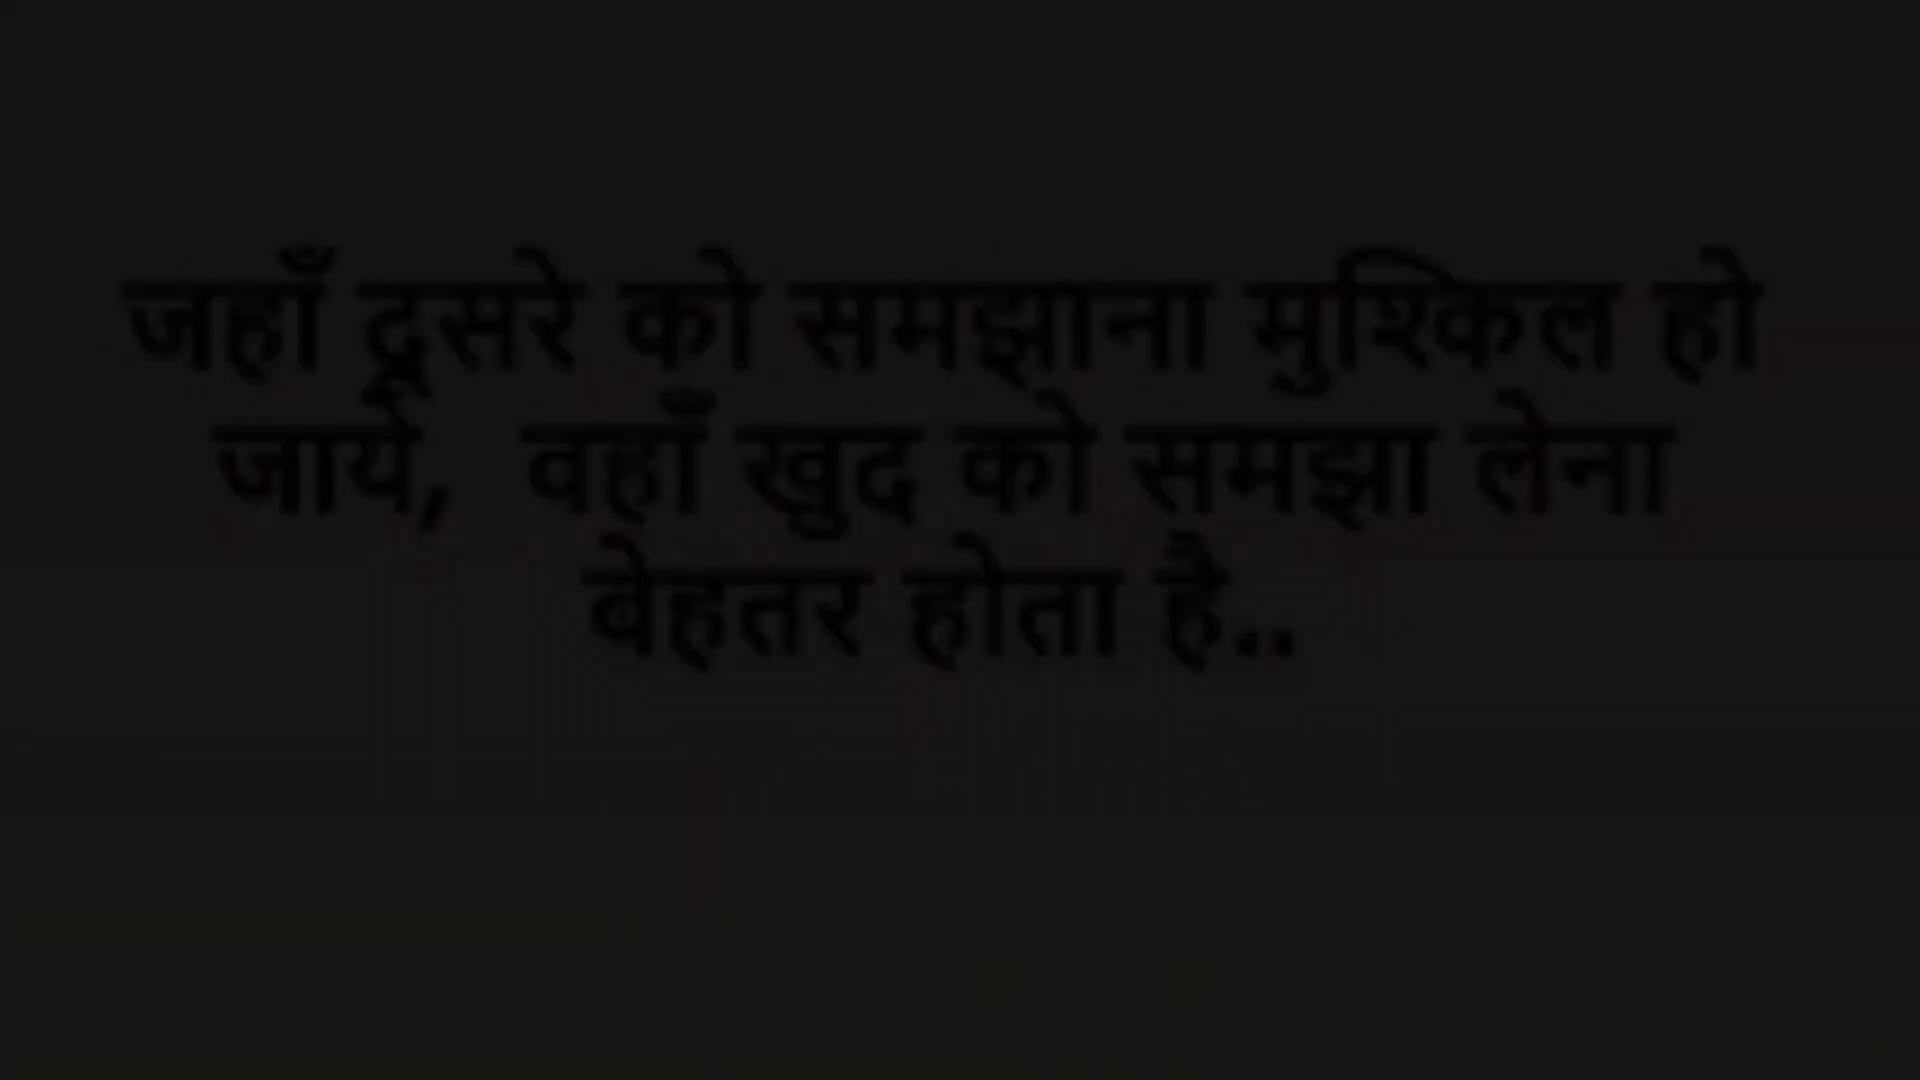 जहाँ दूसरे को समझाना मुश्किल हो
जाये, वहाँ खुद को समझा लेना
बेहतर होता है..